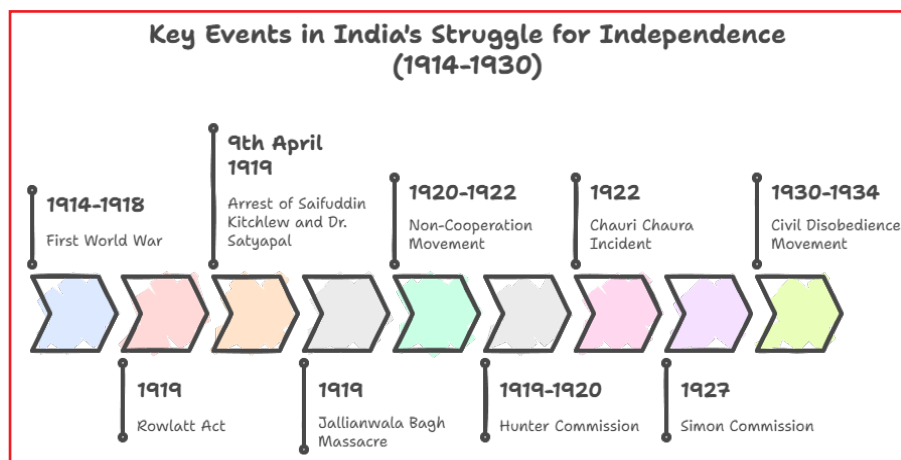 Key Events in India's Struggle for Independence
(1914-1930)
1914-1918
First World War
1919
Rowlatt Act
9th April
1919
Arrest of Saifuddin
Kitchlew and Dr.
Satyapal
1919
Jallianwala Bagh
Massacre
1920-1922
Non-Cooperation
Movement
1919-1920
Hunter Commission
1922
Chauri Chaura
Incident
1927
Simon Commission
1930-1934
Civil Disobedience
Movement